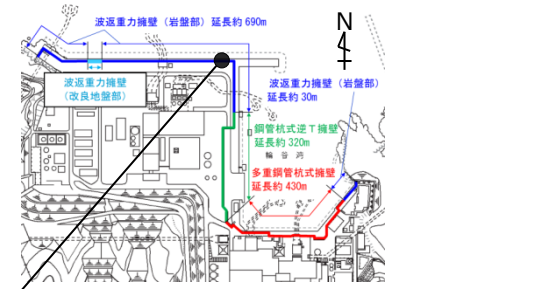 波返重力擁壁（岩盤部）延長約 690m
N
波返重力擁壁
（改良地盤部）
波返重力擁壁（岩盤部）
延長約 30m
鋼管杭式逆Ｔ擁壁
延長約 320m
輪谷湾
多重鋼管杭式擁壁
延長約 430m